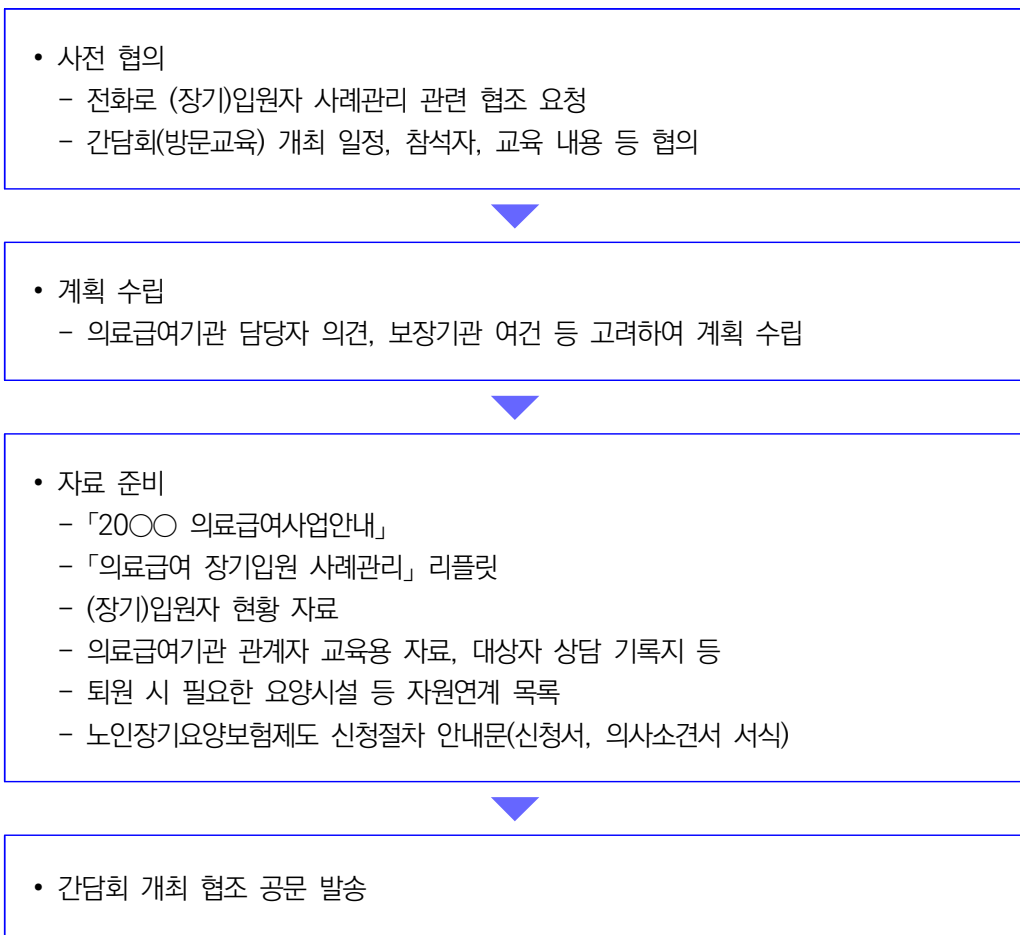 • 사전 협의
- 전화로 (장기)입원자 사례관리 관련 협조 요청
- 간담회(방문교육) 개최 일정, 참석자, 교육 내용 등 협의
• 계획 수립
- 의료급여기관 담당자 의견, 보장기관 여건 등 고려하여 계획 수립
• 자료 준비
-「20○○ 의료급여사업안내」
-「의료급여 장기입원 사례관리」 리플릿
- (장기)입원자 현황 자료
- 의료급여기관 관계자 교육용 자료, 대상자 상담 기록지 등
- 퇴원 시 필요한 요양시설 등 자원연계 목록
- 노인장기요양보험제도 신청절차 안내문(신청서, 의사소견서 서식)
• 간담회 개최 협조 공문 발송